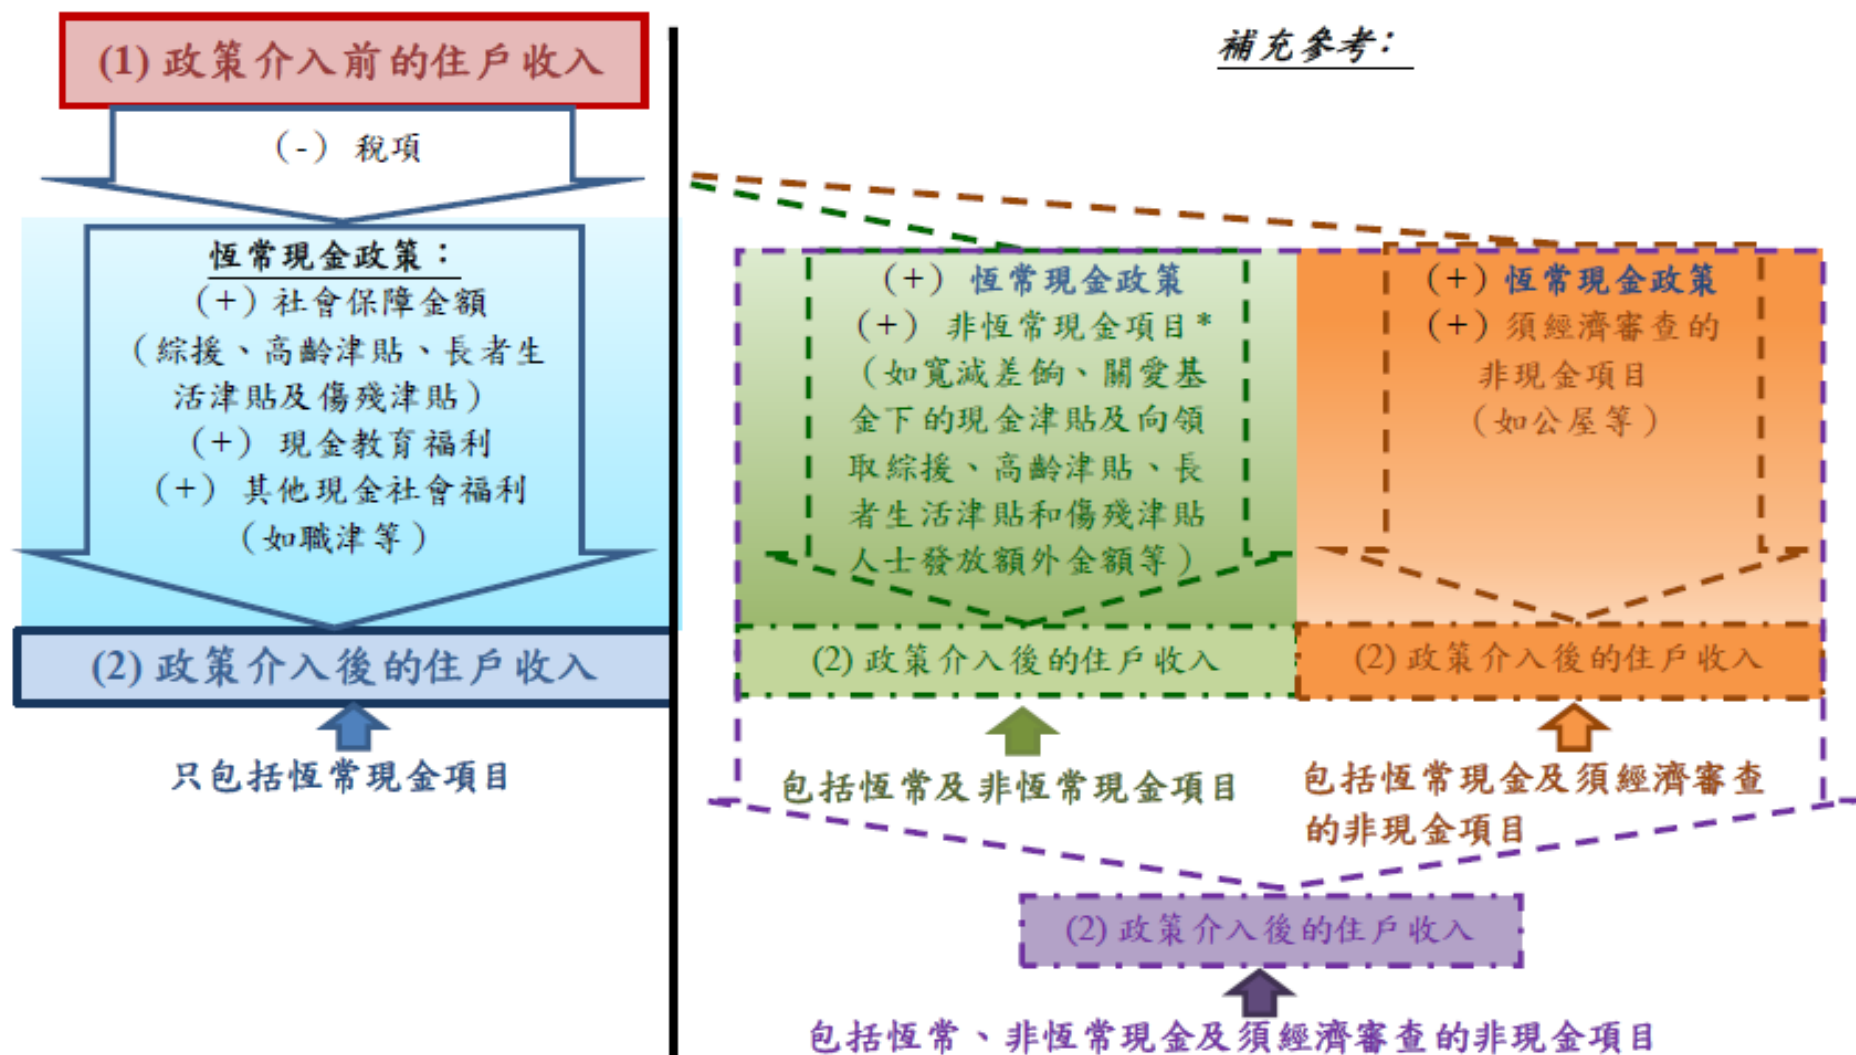 (1) 政策介入前的住戶收入
(-) 稅項
恆常現金政策：
(+) 社會保障金額
(綜援、高齡津貼、長者生
活津貼及傷殘津貼)
(+) 現金教育福利
(+) 其他現金社會福利
(如職津等)
(2) 政策介入後的住戶收入
只包括恆常現金項目
補充參考：
(+) 恆常現金政策
(+) 非恆常現金項目*
(如寬減差餉、關愛基
金下的現金津貼及向領
取綜援、高齡津貼、長
者生活津貼和傷殘津貼
人士發放額外金額等)
(2) 政策介入後的住戶收入
包括恆常及非恆常現金項目
(+) 恆常現金政策
(+) 須經濟審查的
非現金項目
(如公屋等)
(2) 政策介入後的住戶收入
包括恆常現金及須經濟審查
的非現金項目
(2) 政策介入後的住戶收入
包括恆常、非恆常現金及須經濟審查的非現金項目